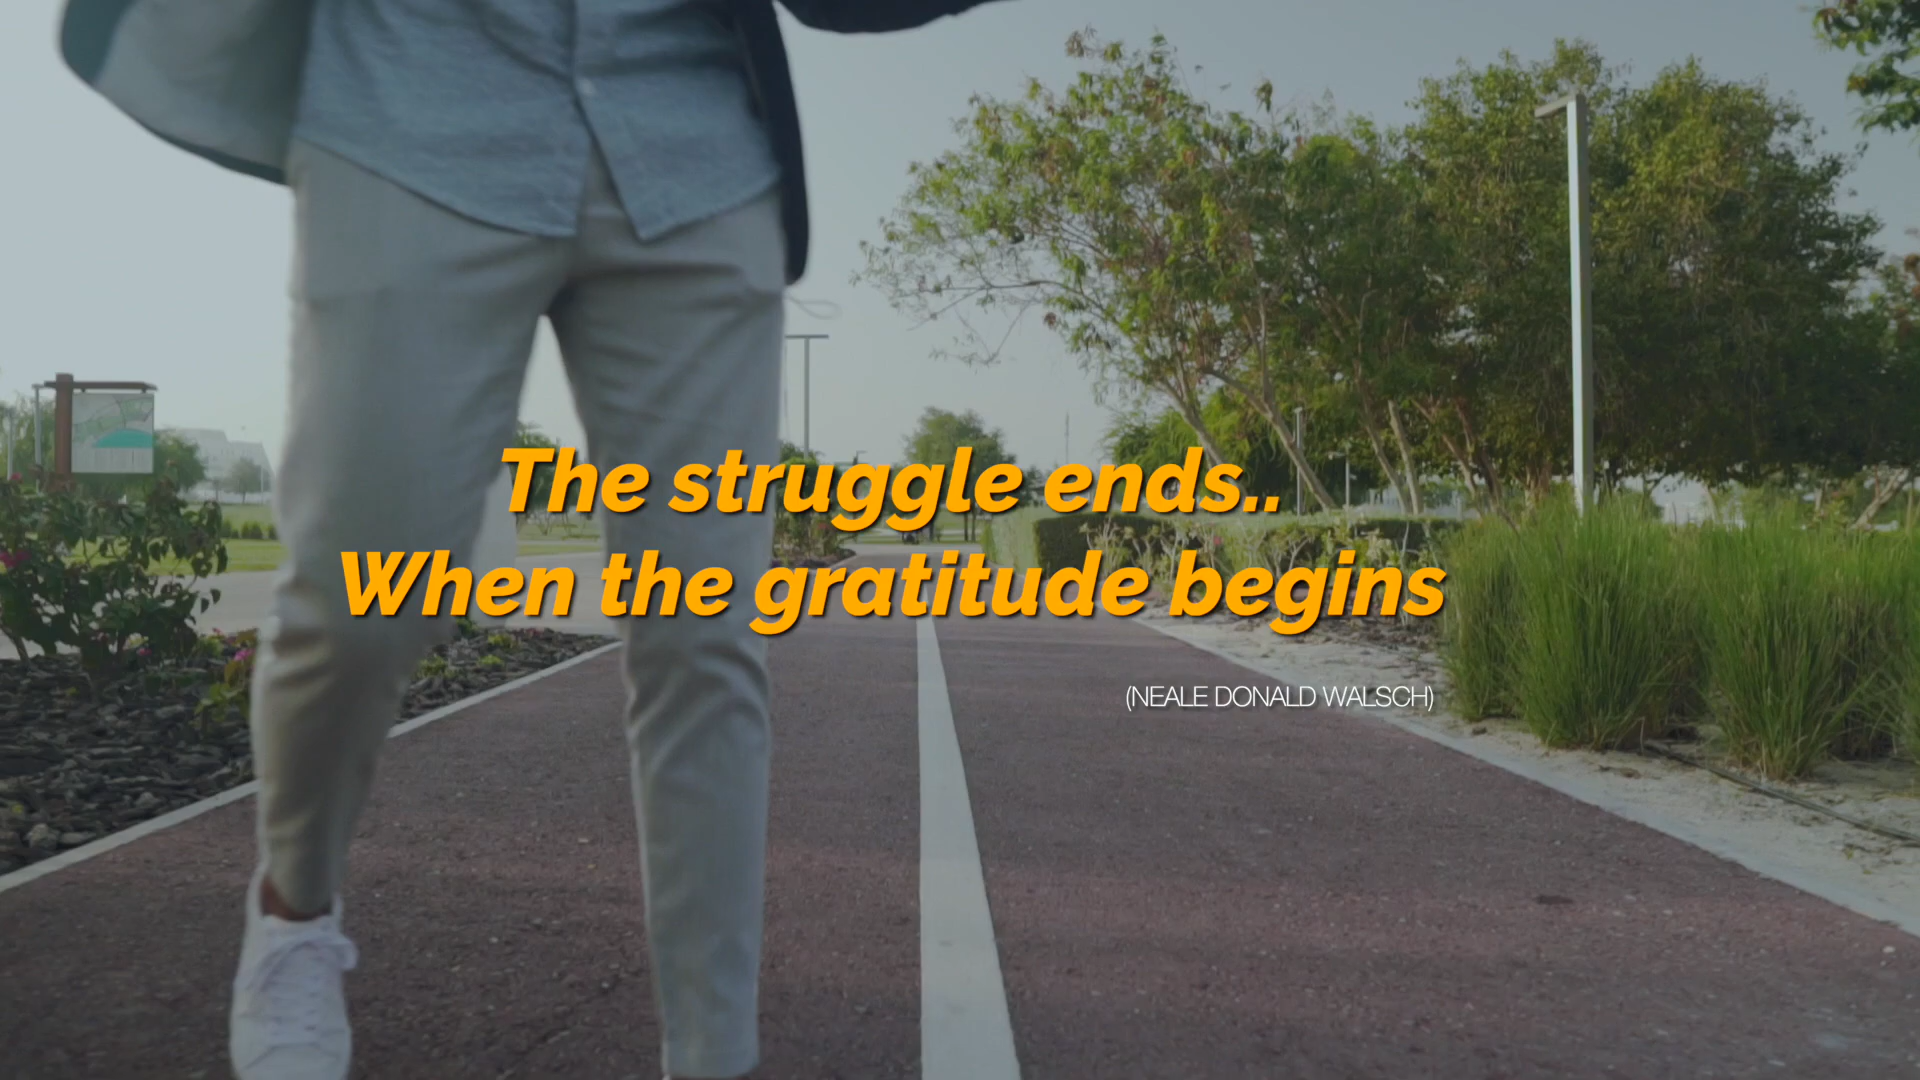 The struggle ends..
When the gratitude begins
(NEALE DONALD WALSCH)